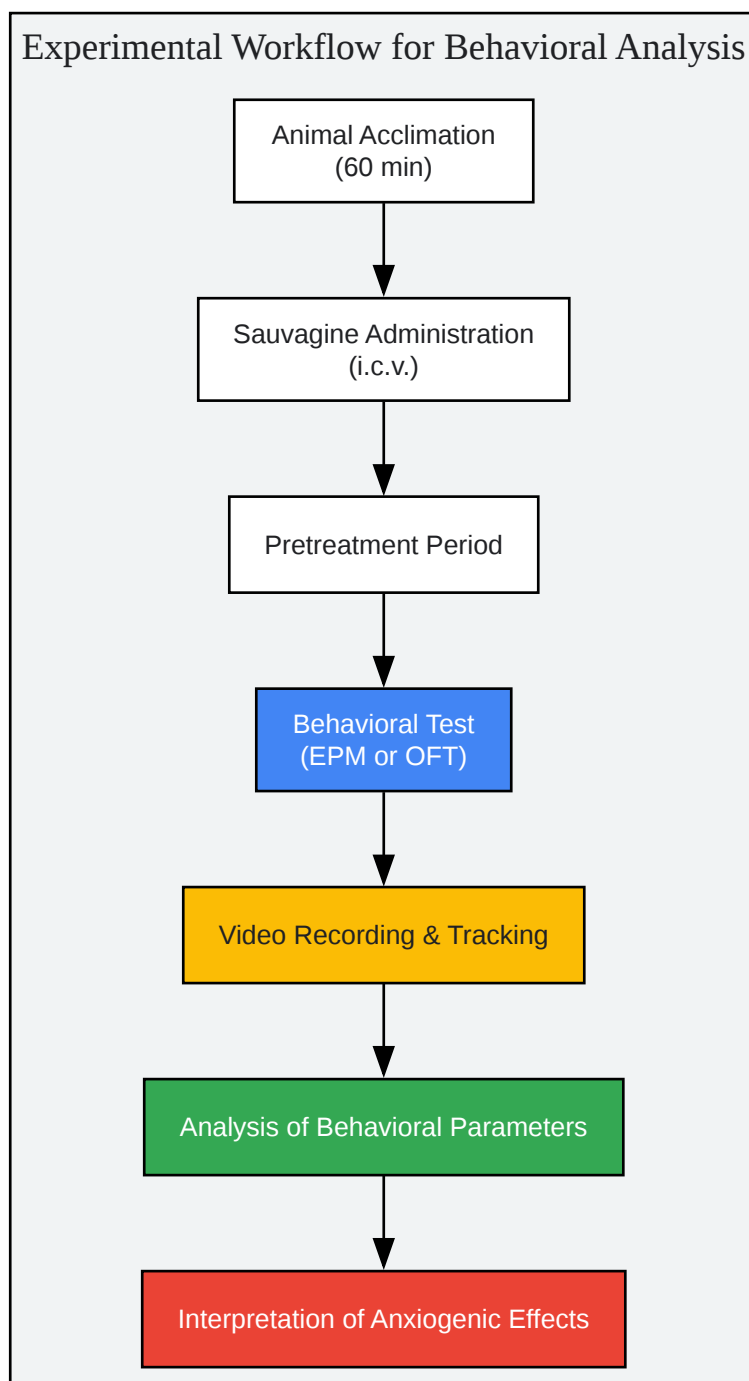 Experimental Workflow for Behavioral Analysis
Animal Acclimation
(60 min)
Sauvagine Administration
(i.c.v.)
Pretreatment Period
Behavioral Test
(EPM or OFT)
Video Recording & Tracking
Analysis of Behavioral Parameters
Interpretation of Anxiogenic Effects